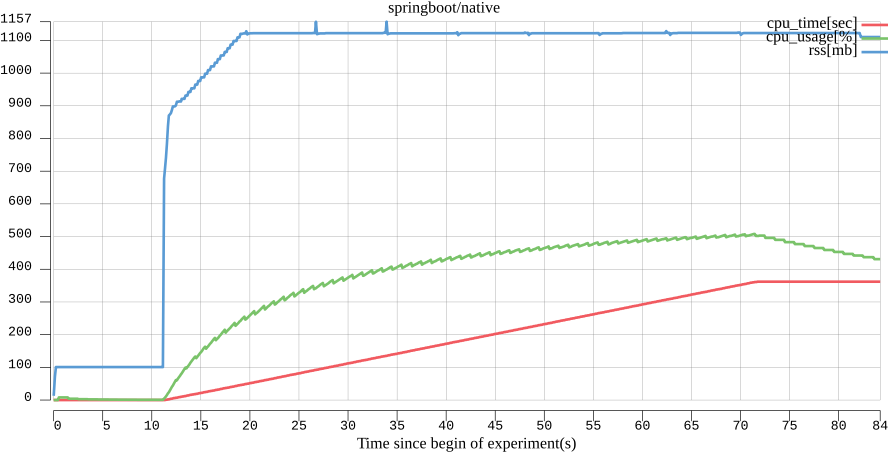 springboot/native
1157
1100
1000
900
800
700
600
500
400
300
200
100
0
cpu_time[sec]
cpu_usage[%]
rss[mb]
0 5 10 15 20 25 30 35 40 45 50 55 60 65 70 75 80 84
Time since begin of experiment(s)